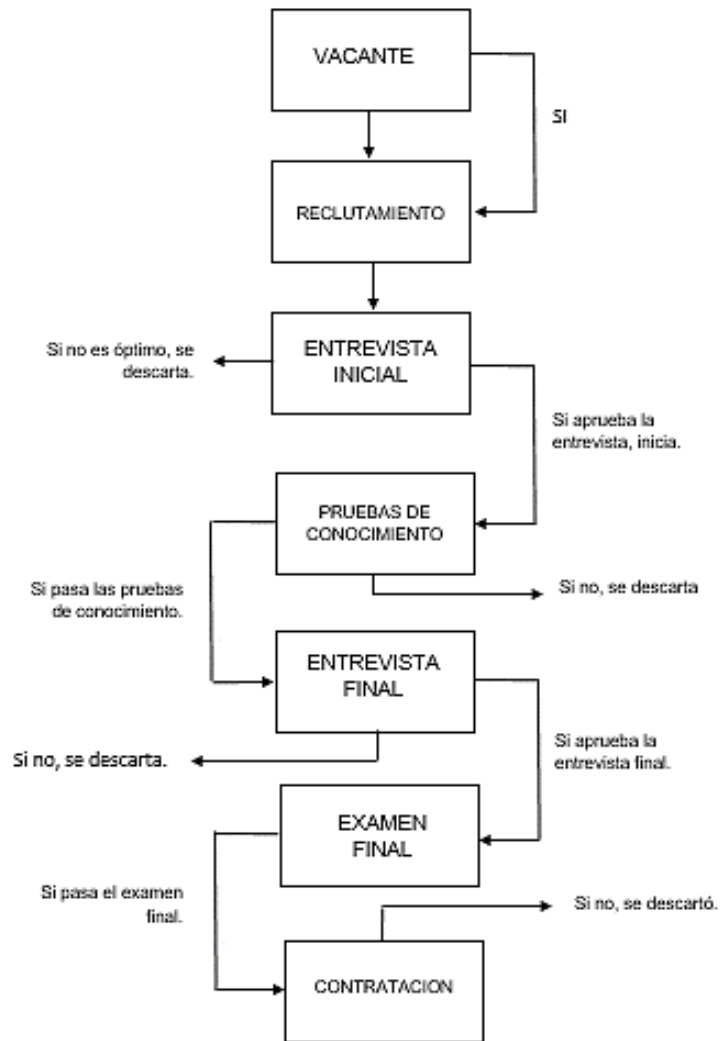 VACANTE
SI
RECLUTAMIENTO
ENTREVISTA
INICIAL
Si no es óptimo, se
descarta.
Si aprueba la
entrevista, inicia.
PRUEBAS DE
CONOCIMIENTO
Si pasa las pruebas
de conocimiento.
Si no, se descarta
ENTREVISTA
FINAL
Si no, se descarta.
Si aprueba la
entrevista final.
EXAMEN
FINAL
Si pasa el examen
final.
Si no, se descartó.
CONTRATACION